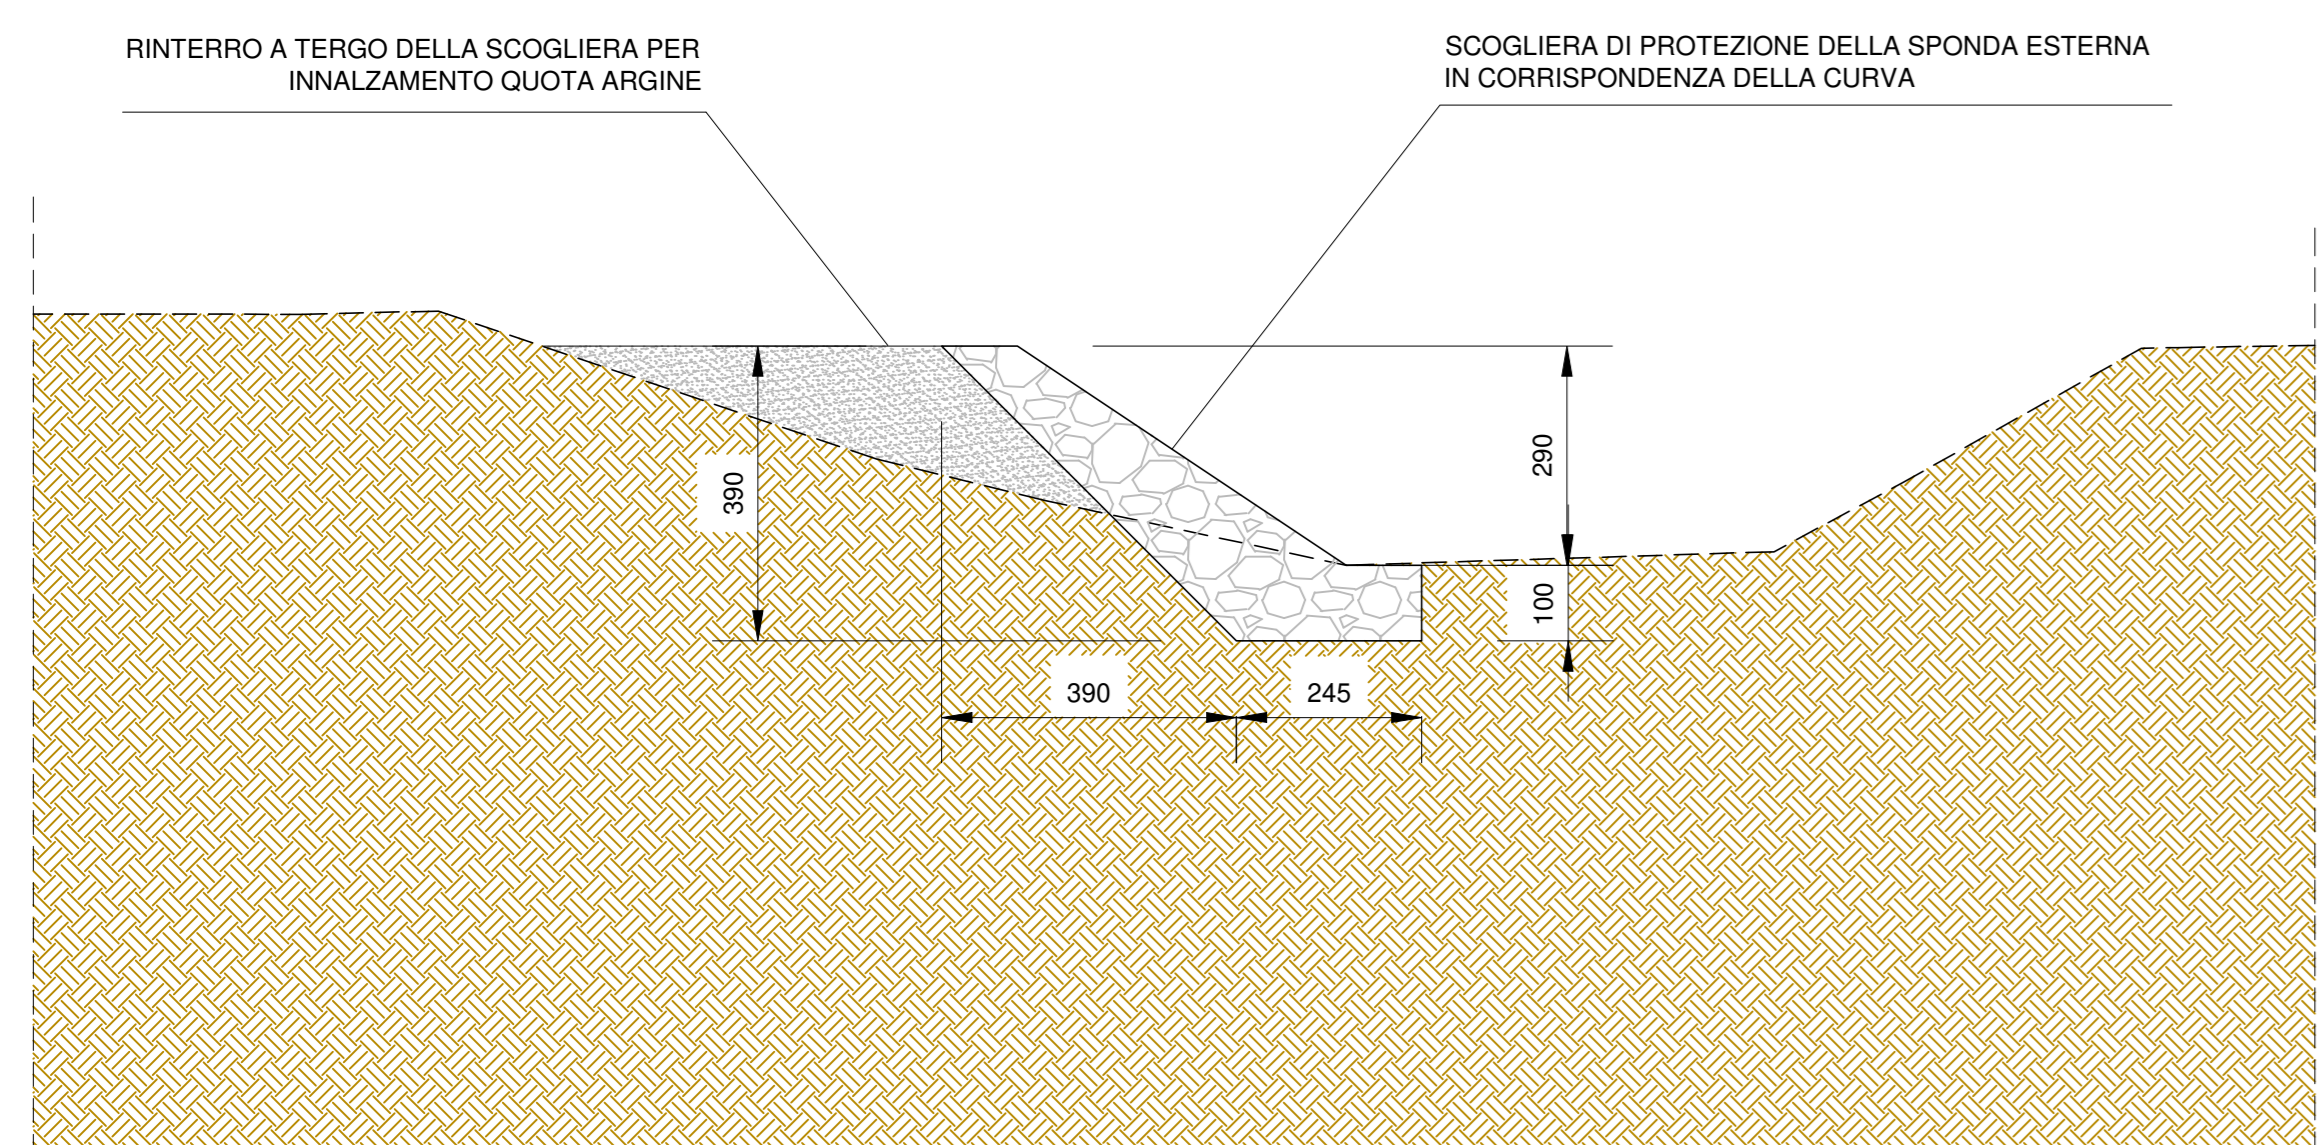 RINTERRO A TERGO DELLA SCOGLIERA PER
INNALZAMENTO QUOTA ARGINE
SCOGLIERA DI PROTEZIONE DELLA SPONDA ESTERNA
IN CORRISPONDENZA DELLA CURVA
390
290
100
390
245